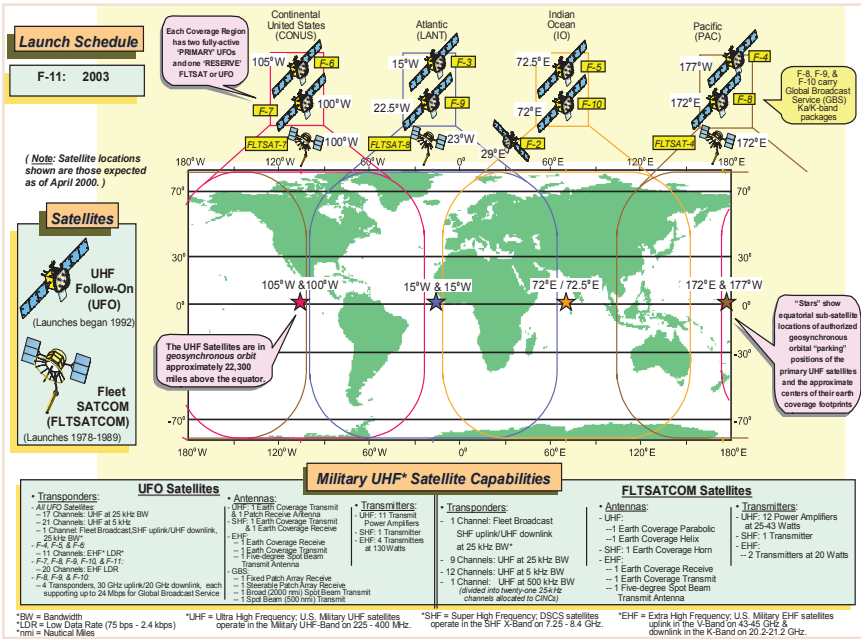 Launch Schedule
F-11: 2003
Each Coverage Region
has two fully-active
'PRIMARY' UFOs
and one 'RESERVE'
FLTSAT or UFO
Continental
United States
(CONUS)
Atlantic
(LANT)
Indian
Ocean
(IO)
Pacific
(PAC)
105°W
F-6
F-7
100°W
FLTSAT-7
100°W
15°W
F-3
22.5°W
F-9
FLTSAT-8
23°W
72.5°E
F-5
72°E
F-10
F-2
29°E
177°W
F-4
172°E
F-8
FLTSAT-4
172°E
F-8, F-9, &
F-10 carry
Global Broadcast
Service (GBS)
Ka/K-band
packages
( Note: Satellite locations
shown are those expected
as of April 2000. )
180°W
120°W
60°W
0°
60°E
120°E
180°E
70°
70°
30°
30°
0°
0°
-30°
-70°
-70°
180°W
120°W
60°W
0°
60°E
120°E
180°E
105°W & 100°W
15°W & 15°W
72°E / 72.5°E
172°E & 177°W
The UHF Satellites are in
geosynchronous orbit
approximately 22,300
miles above the equator.
"Stars" show
equatorial sub-satellite
locations of authorized
geosynchronous
orbital "parking"
positions of the
primary UHF satellites
and the approximate
centers of their earth
coverage footprints
Satellites
UHF
Follow-On
(UFO)
(Launches began 1992)
Fleet
SATCOM
(FLTSATCOM)
(Launches 1978-1989)
Military UHF* Satellite Capabilities
UFO Satellites
• Transponders:
- All UFO Satellites:
-- 17 Channels: UHF at 25 kHz BW
-- 21 Channels: UHF at 5 kHz
-- 1 Channel: Fleet Broadcast,SHF uplink/UHF downlink,
25 kHz BW*
- F-4, F-5, & F-6:
-- 11 Channels: EHF* LDR*
- F-7, F-8, F-9, F-10, & F-11:
-- 20 Channels: EHF LDR
- F-8, F-9, & F-10:
-- 4 Transponders, 30 GHz uplink/20 GHz downlink, each
supporting up to 24 Mbps for Global Broadcast Service
• Antennas:
- UHF: 1 Earth Coverage Transmit
& 1 Patch Receive Antenna
- SHF: 1 Earth Coverage Transmit
& 1 Earth Coverage Receive
- EHF:
-- 1 Earth Coverage Receive
-- 1 Earth Coverage Transmit
-- 1 Five-degree Spot Beam
Transmit Antenna
- GBS:
-- 1 Fixed Patch Array Receive
-- 1 Steerable Patch Array Receive
-- 1 Broad (2000 nmi) Spot Beam Transmit
-- 1 Spot Beam (500 nmi) Transmit
• Transmitters:
- UHF: 11 Transmit
Power Amplifiers
- SHF: 1 Transmitter
- EHF: 4 Transmitters
at 130 Watts
FLTSATCOM Satellites
• Transponders:
- 1 Channel: Fleet Broadcast
SHF uplink/UHF downlink
at 25 kHz BW*
- 9 Channels: UHF at 25 kHz BW
- 12 Channels: UHF at 5 kHz BW
- 1 Channel: UHF at 500 kHz BW
(divided into twenty-one 25-kHz
channels allocated to CINCs)
• Antennas:
- UHF:
--1 Earth Coverage Parabolic
--1 Earth Coverage Helix
- SHF: 1 Earth Coverage Horn
- EHF:
--1 Earth Coverage Receive
--1 Earth Coverage Transmit
--1 Five-degree Spot Beam
Transmit Antenna
• Transmitters:
- UHF: 12 Power Amplifiers
at 25-43 Watts
- SHF: 1 Transmitter
- EHF:
-- 2 Transmitters at 20 Watts
*BW = Bandwidth
*LDR = Low Data Rate (75 bps - 2.4 kbps)
*nmi = Nautical Miles
*UHF = Ultra High Frequency; U.S. Military UHF satellites
operate in the Military UHF-Band on 225 - 400 MHz.
*SHF = Super High Frequency; DSCS satellites
operate in the SHF X-Band on 7.25 - 8.4 GHz.
*EHF = Extra High Frequency; U.S. Military EHF satellites
uplink in the V-Band on 43-45 GHz &
downlink in the K-Band on 20.2-21.2 GHz.